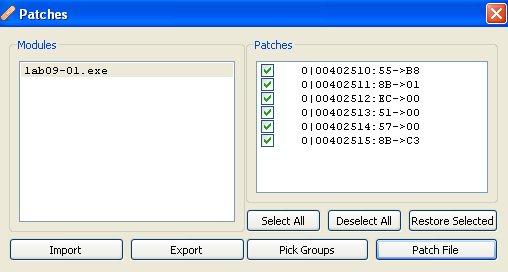 Patches
Modules
lab09-01.exe
Patches
0|00402510:55->B8
0|00402511:8B->01
0|00402512:EC->00
0|00402513:51->00
0|00402514:57->00
0|00402515:8B->C3
Select All
Deselect All
Restore Selected
Import
Export
Pick Groups
Patch File